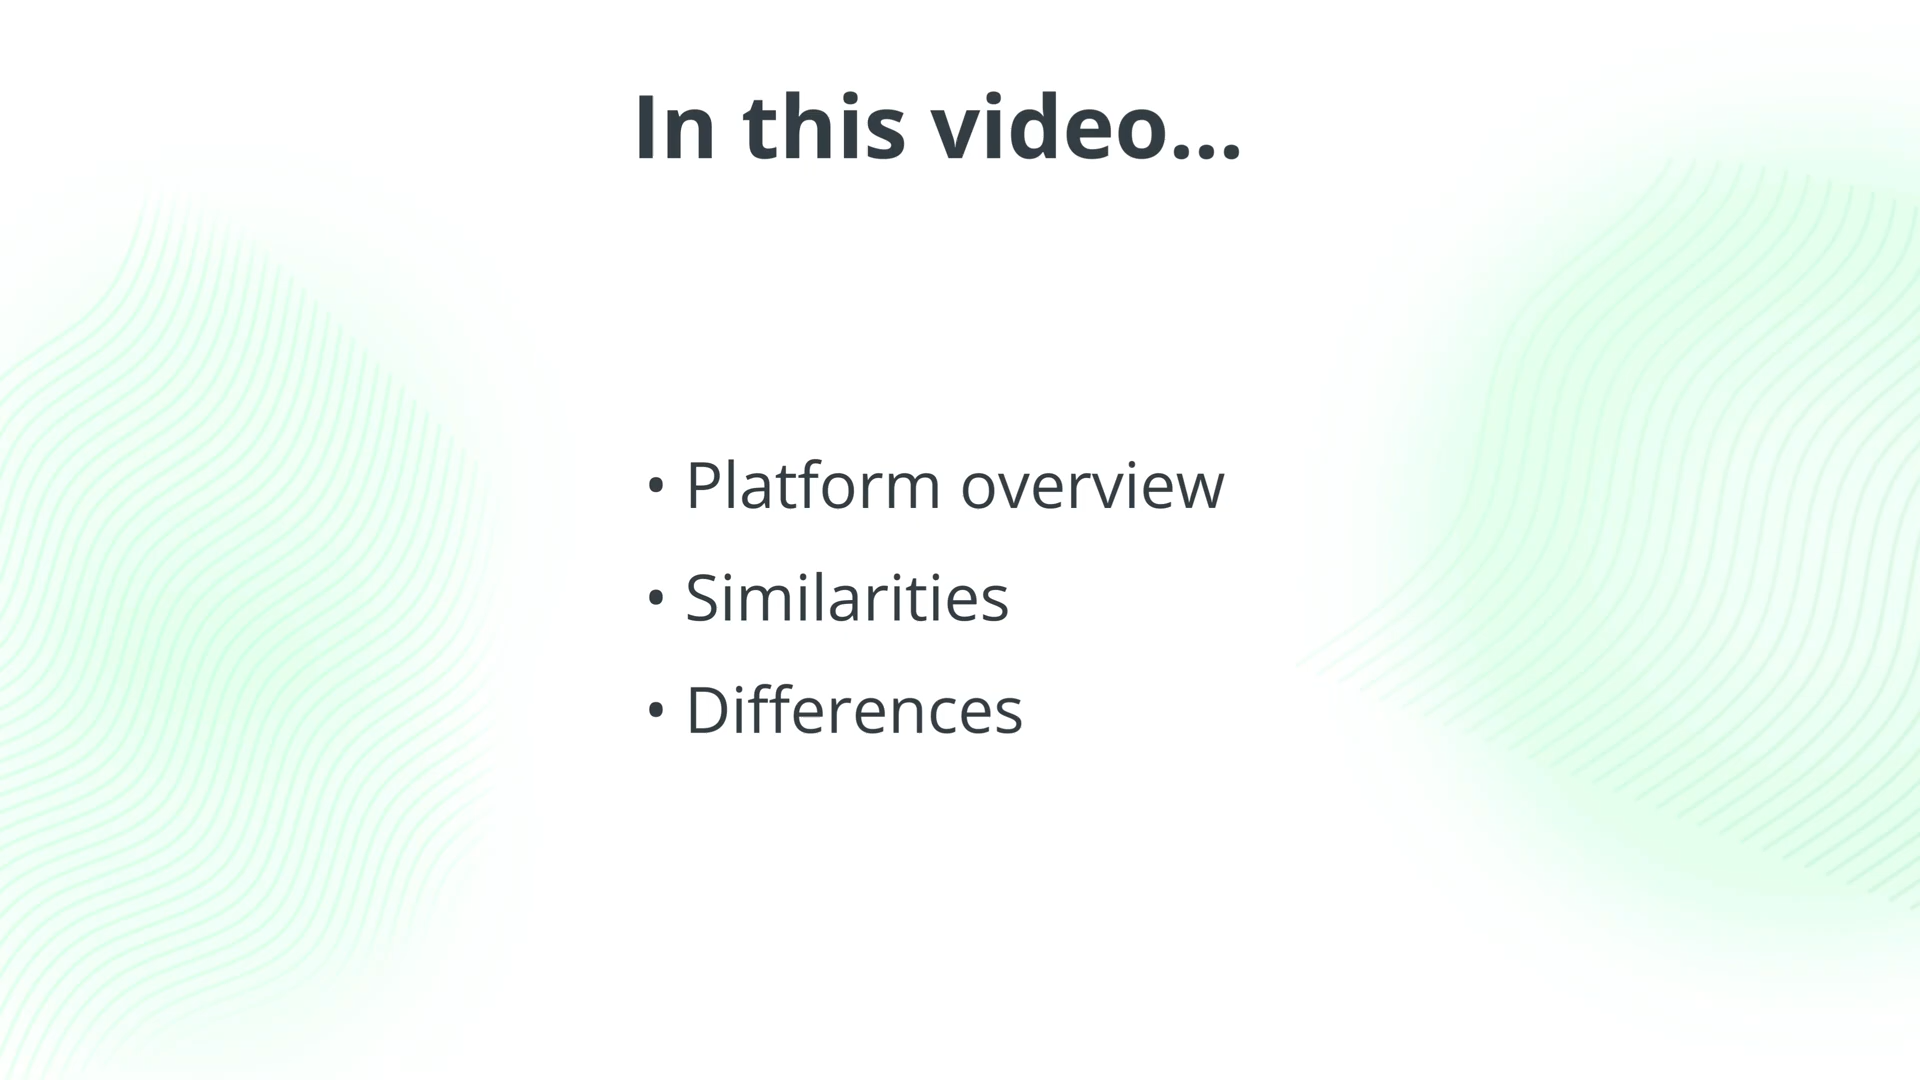 In this video...
• Platform overview
• Similarities
• Differences